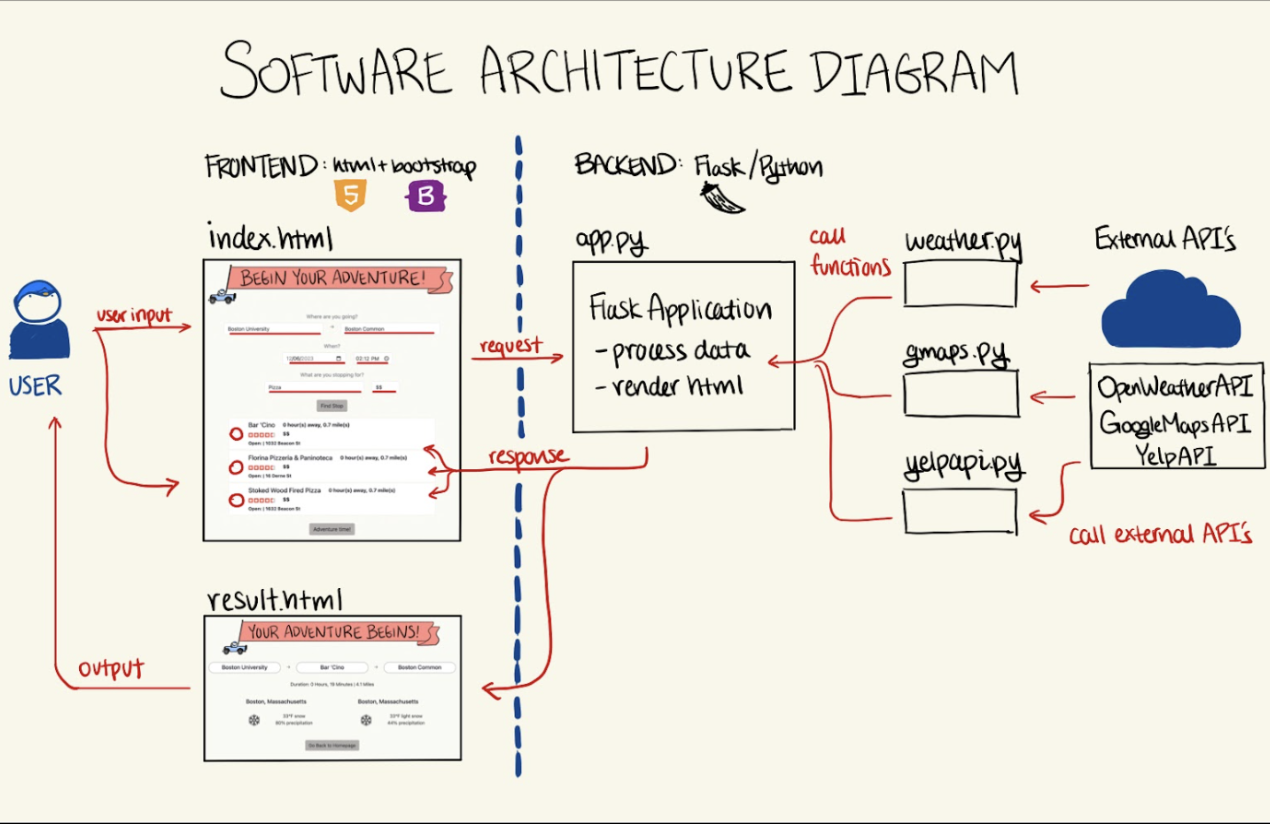 SOFTWARE ARCHITECTURE DIAGRAM
FRONTEND: html + bootstrap
5
B
BACKEND: Flask/Python
index.html
BEGIN YOUR ADVENTURE!
Where are you going?
Boston University
Boston Common
When?
02:12 PM
What are you stopping for?
Pizza
$$
Find Stop
Bar 'Cino 0 hour(s) away, 0.7 mile(s)
$$
Open | 1032 Beacon St
Florina Pizzeria & Paninoteca 0 hour(s) away, 0.7 mile(s)
$$
Open | 16 Derne St
Stoked Wood Fired Pizza 0 hour(s) away, 0.7 mile(s)
$$
Open | 1632 Beacon St
Adventure time!
USER
user input
request
response
output
app.py
Flask Application
- process data
- render html
call
functions
weather.py
gmaps.py
yelpapi.py
External API's
OpenWeatherAPI
GoogleMapsAPI
YelpAPI
call external API's
result.html
YOUR ADVENTURE BEGINS!
Boston University
Bar 'Cino
Boston Common
Duration: 0 Hours, 19 Minutes | 4.1 Miles
Boston, Massachusetts
33°F snow
precipitation
Boston, Massachusetts
33°F light snow
precipitation
Go Back to Homepage